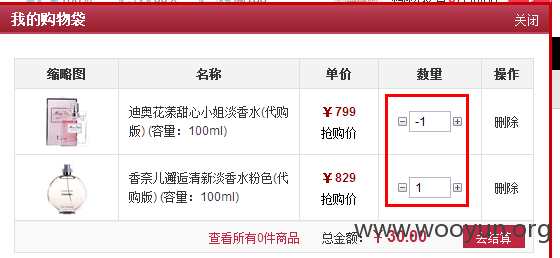 我的购物袋
关闭
缩略图 名称 单价 数量 操作
迪奥花漾甜心小姐淡香水(代购
版) (容量：100ml)
￥799
抢购价
-1
删除
香奈儿邂逅清新淡香水粉色(代
购版) (容量：100ml)
￥829
抢购价
1
删除
查看所有0件商品 总金额：￥30.00 去结算
www.wooyun.org